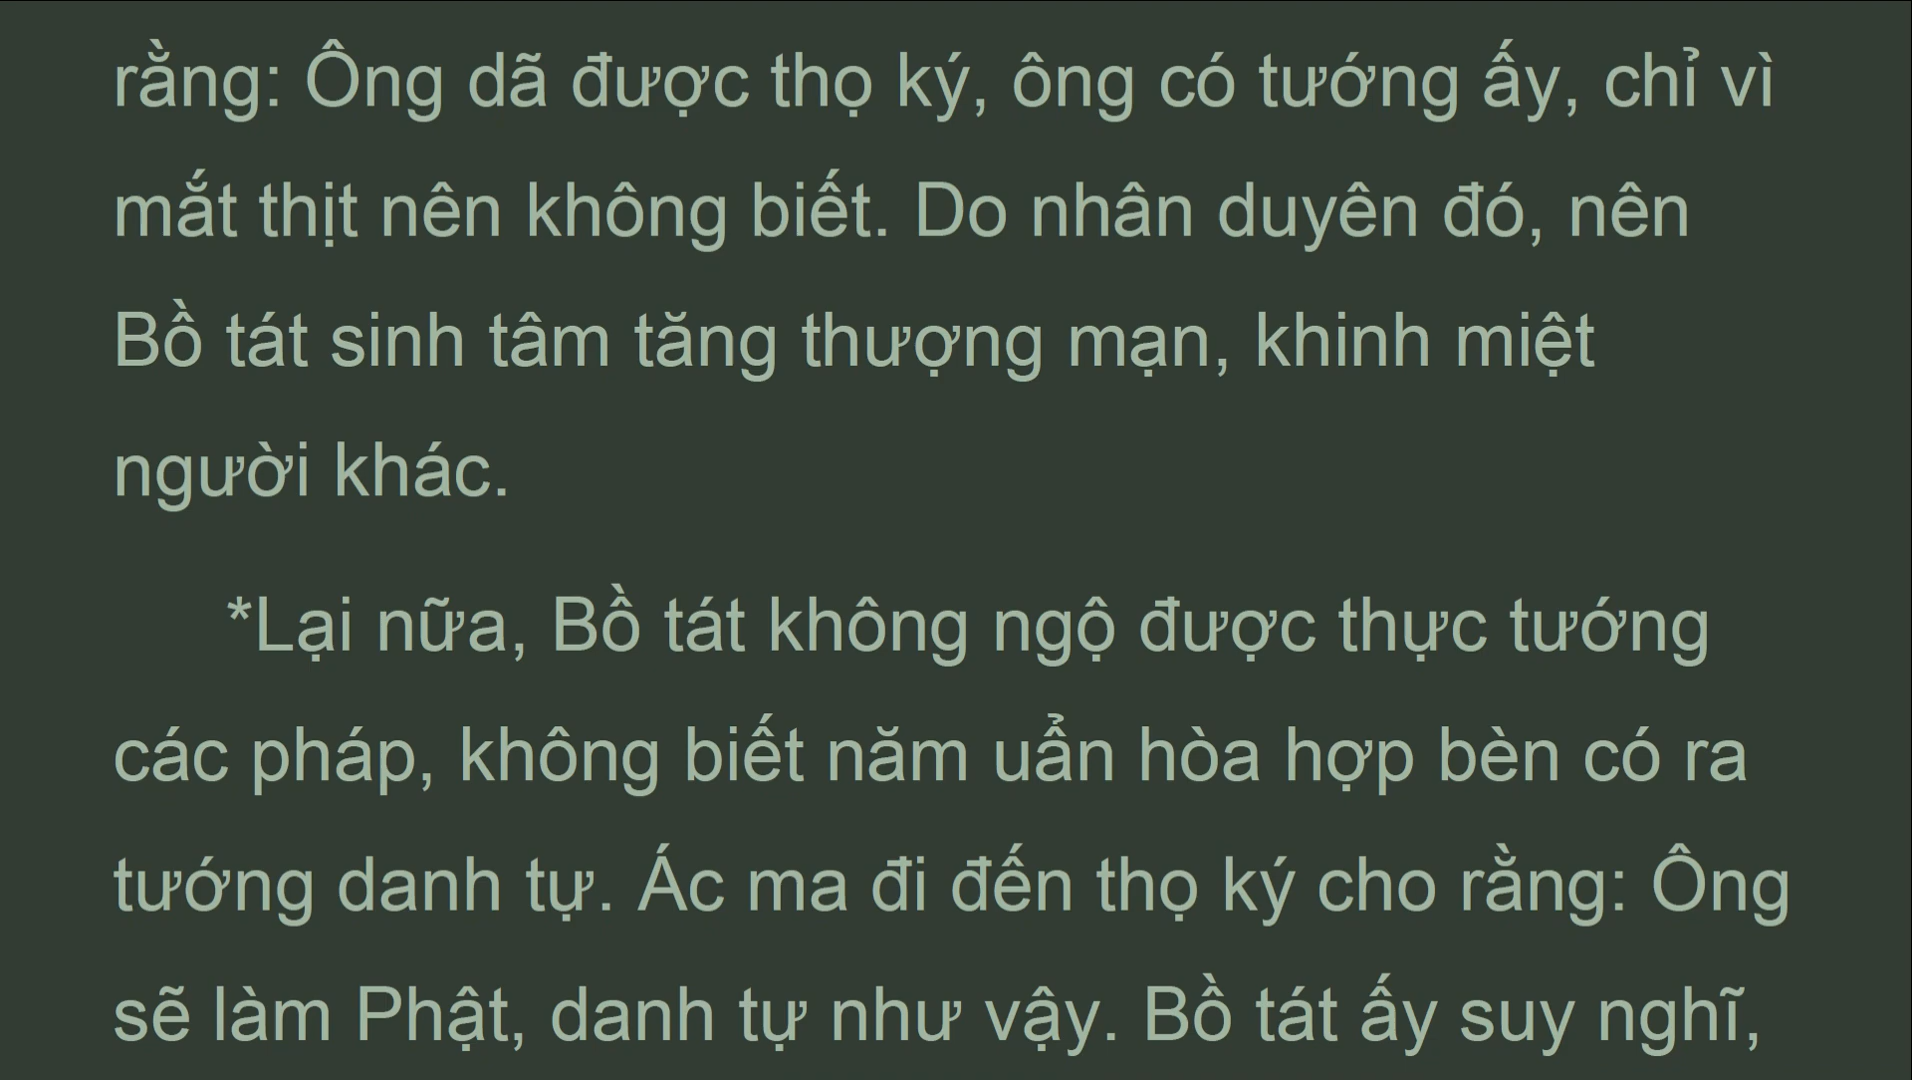 rằng: Ông dã được thọ ký, ông có tướng ấy, chỉ vì
mắt thịt nên không biết. Do nhân duyên đó, nên
Bồ tát sinh tâm tăng thượng mạn, khinh miệt
người khác.
*Lại nữa, Bồ tát không ngộ được thực tướng
các pháp, không biết năm uẩn hòa hợp bèn có ra
tướng danh tự. Ác ma đi đến thọ ký cho rằng: Ông
sẽ làm Phật, danh tự như vậy. Bồ tát ấy suy nghĩ,